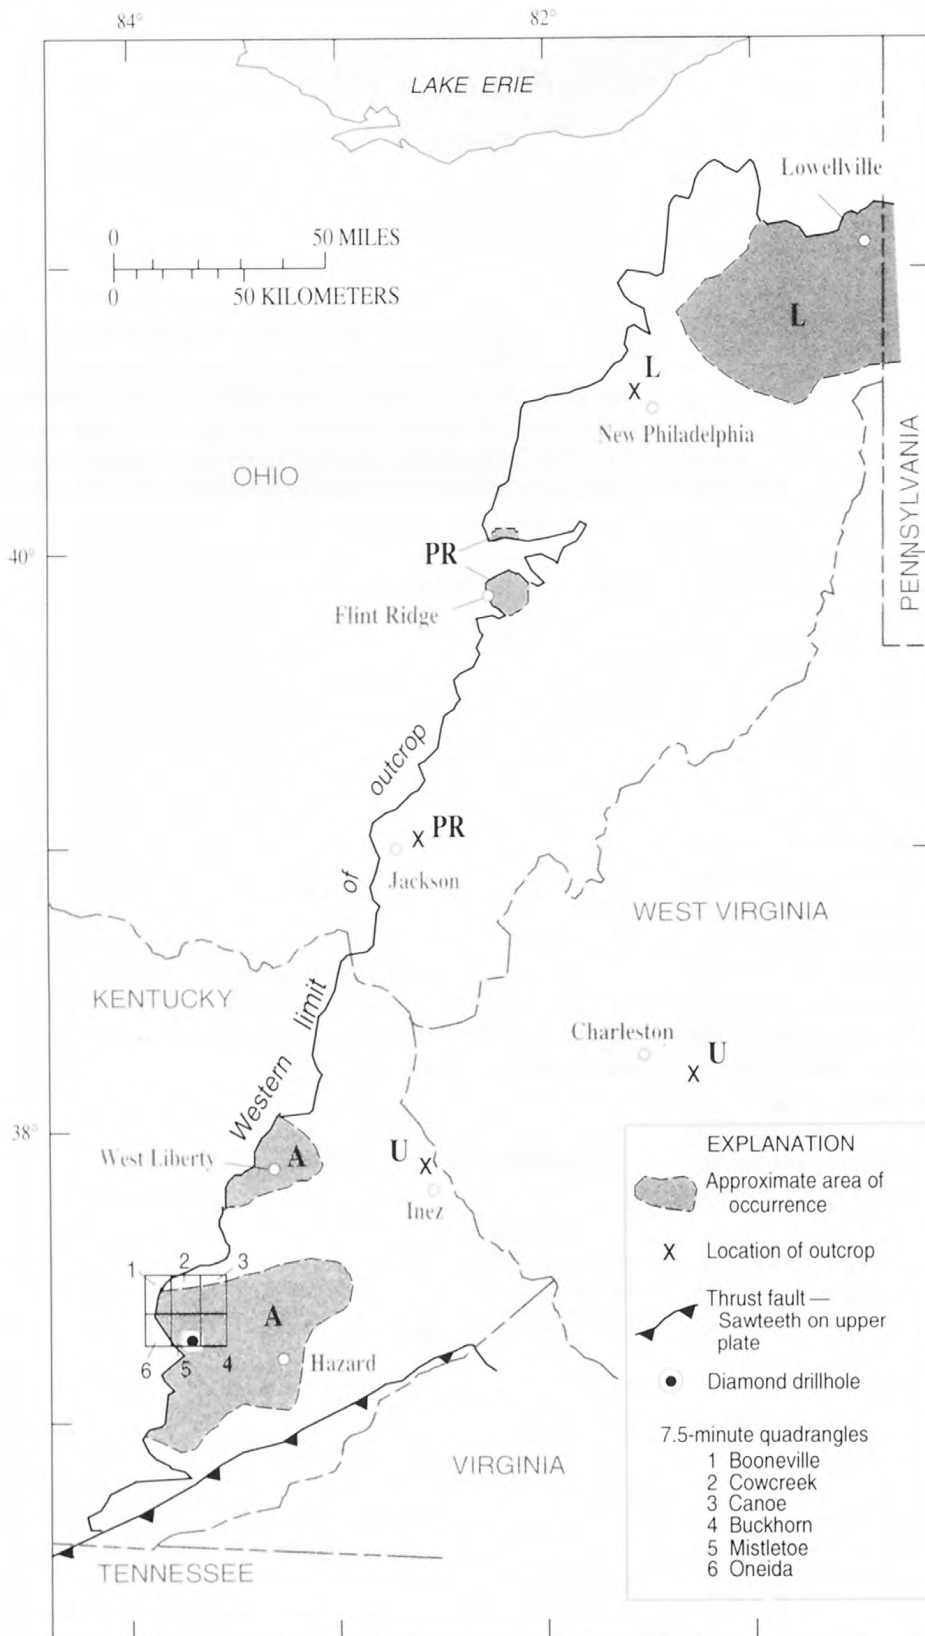 84°
82°
LAKE ERIE
Lowellville
0 50 MILES
0 50 KILOMETERS
L
L
New Philadelphia
OHIO
PENNSYLVANIA
40°
PR
Flint Ridge
Western limit of outcrop
PR
Jackson
WEST VIRGINIA
KENTUCKY
Charleston
U
38°
West Liberty
A
U
Inez
1
2
3
A
6
5
4
Hazard
VIRGINIA
TENNESSEE
EXPLANATION
Approximate area of
occurrence
X Location of outcrop
Thrust fault—
Sawteeth on upper
plate
Diamond drillhole
7.5-minute quadrangles
1 Booneville
2 Cowcreek
3 Canoe
4 Buckhorn
5 Mistletoe
6 Oneida